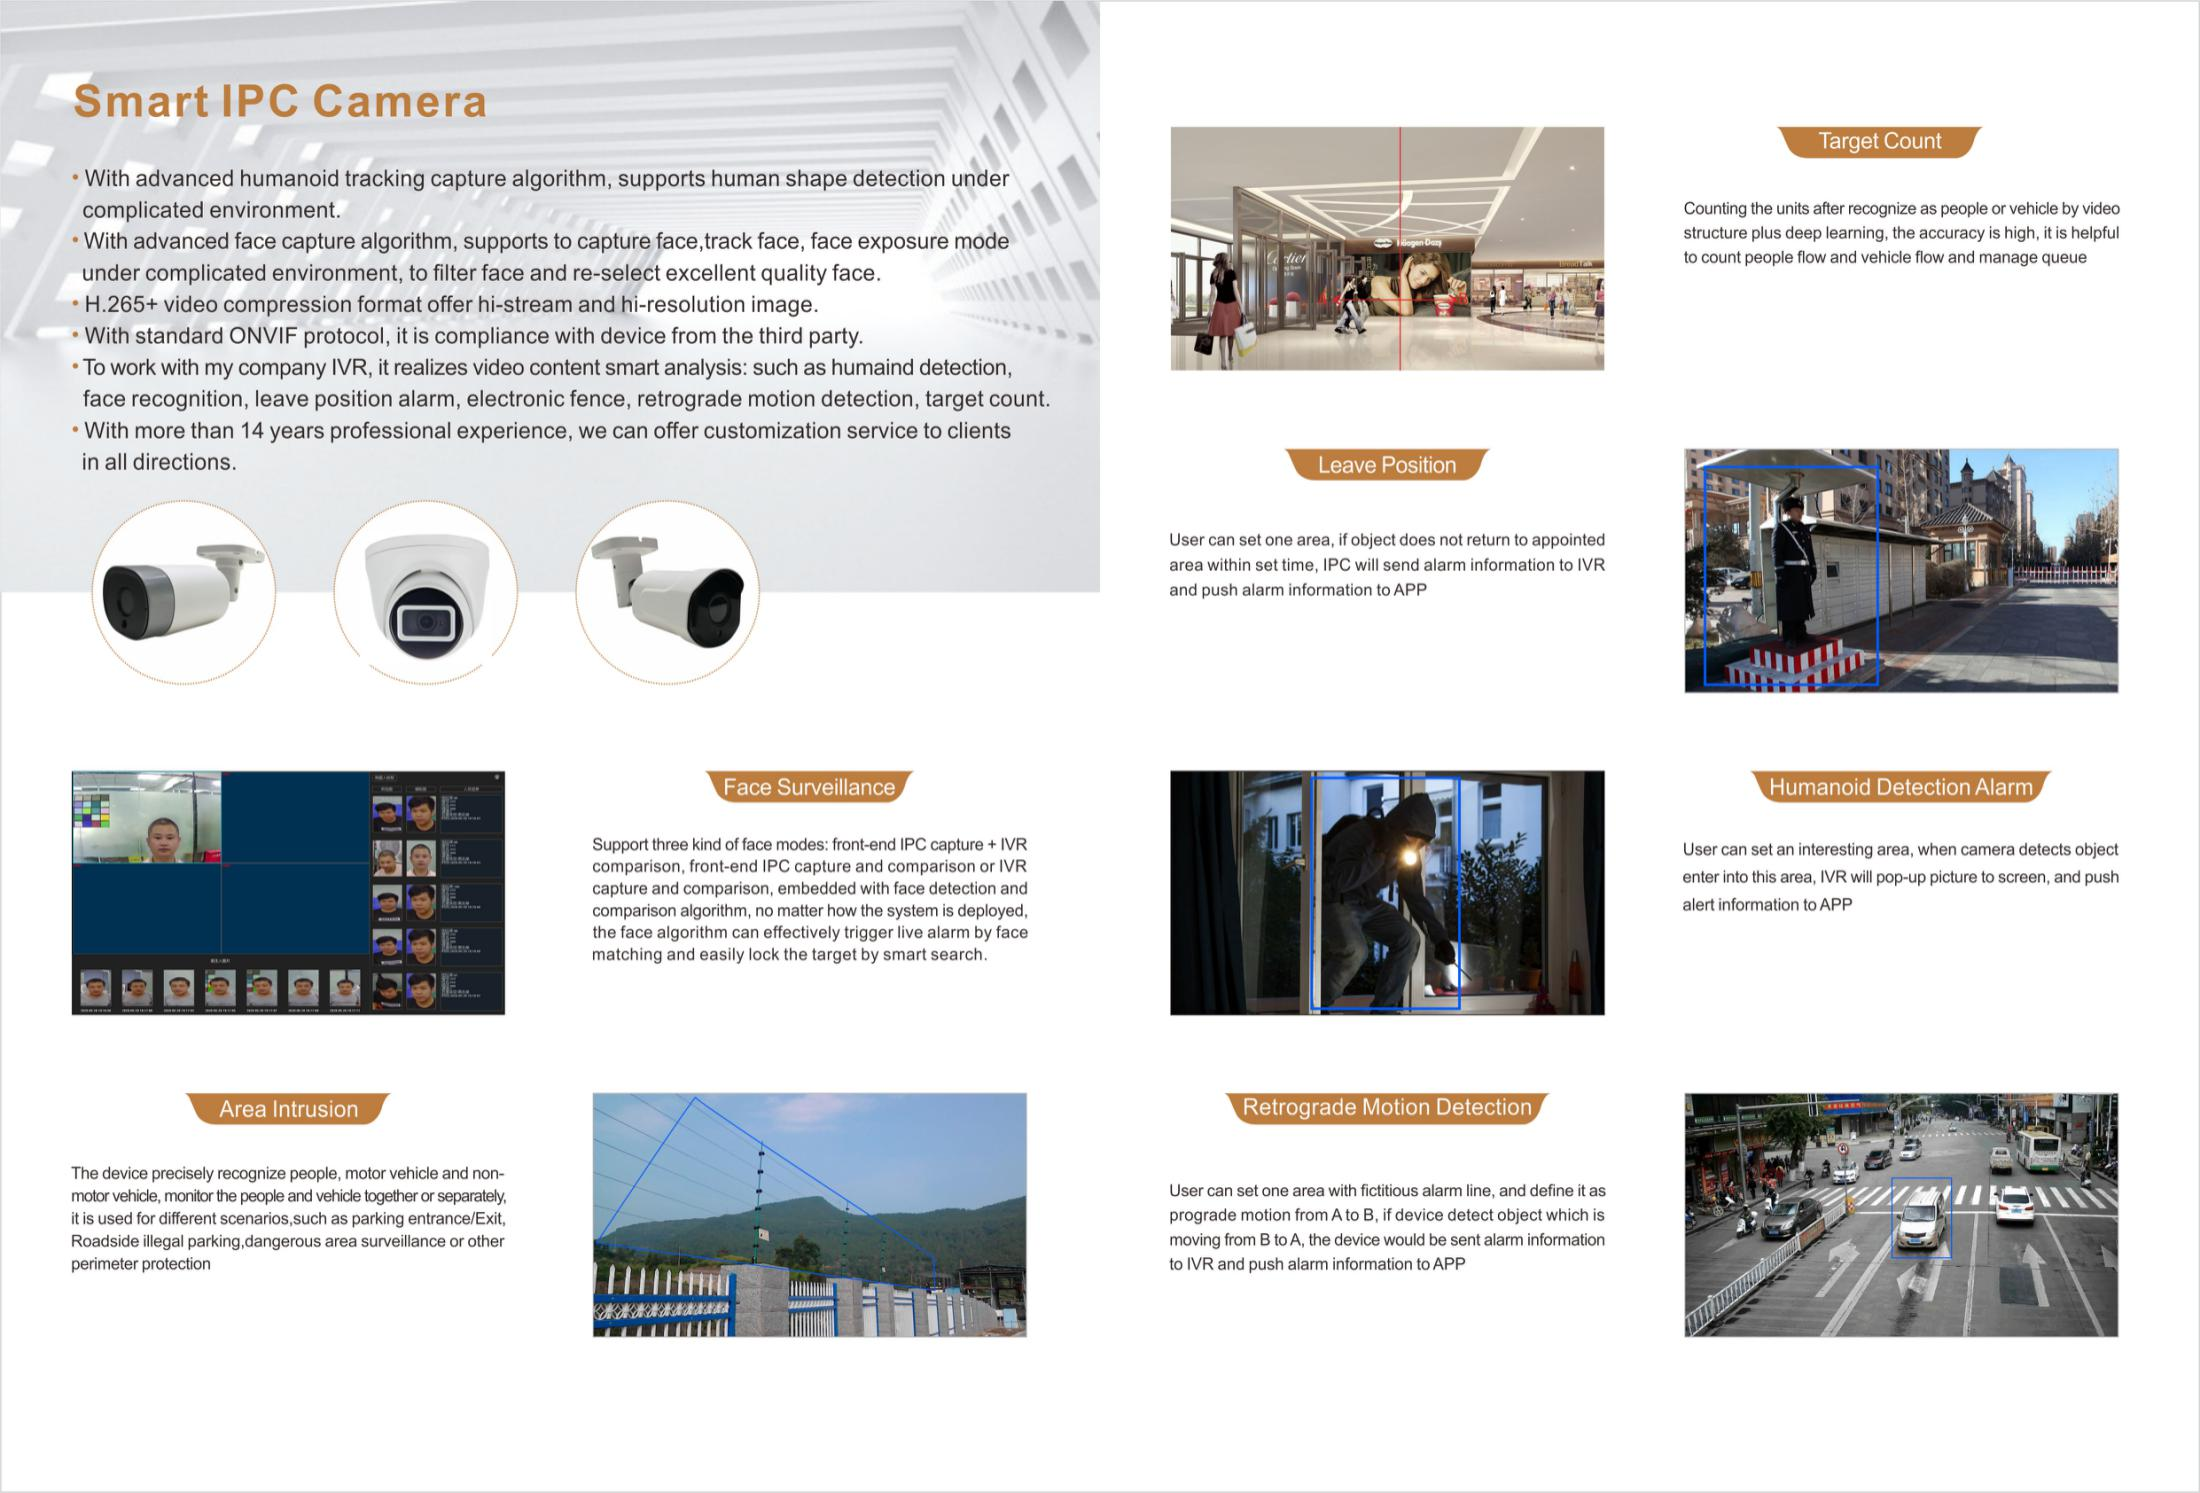 Smart IPC Camera
• With advanced humanoid tracking capture algorithm, supports human shape detection under
complicated environment.
• With advanced face capture algorithm, supports to capture face,track face, face exposure mode
under complicated environment, to filter face and re-select excellent quality face.
• H.265+ video compression format offer hi-stream and hi-resolution image.
• With standard ONVIF protocol, it is compliance with device from the third party.
• To work with my company IVR, it realizes video content smart analysis: such as humaind detection,
face recognition, leave position alarm, electronic fence, retrograde motion detection, target count.
• With more than 14 years professional experience, we can offer customization service to clients
in all directions.
Face Surveillance
Support three kind of face modes: front-end IPC capture + IVR
comparison, front-end IPC capture and comparison or IVR
capture and comparison, embedded with face detection and
comparison algorithm, no matter how the system is deployed,
the face algorithm can effectively trigger live alarm by face
matching and easily lock the target by smart search.
Area Intrusion
The device precisely recognize people, motor vehicle and non-
motor vehicle, monitor the people and vehicle together or separately,
it is used for different scenarios,such as parking entrance/Exit,
Roadside illegal parking,dangerous area surveillance or other
perimeter protection
Cartier
Häagen-Dazs
BreadTalk
A
B
Target Count
Counting the units after recognize as people or vehicle by video
structure plus deep learning, the accuracy is high, it is helpful
to count people flow and vehicle flow and manage queue
Leave Position
User can set one area, if object does not return to appointed
area within set time, IPC will send alarm information to IVR
and push alarm information to APP
Humanoid Detection Alarm
User can set an interesting area, when camera detects object
enter into this area, IVR will pop-up picture to screen, and push
alert information to APP
Retrograde Motion Detection
User can set one area with fictitious alarm line, and define it as
prograde motion from A to B, if device detect object which is
moving from B to A, the device would be sent alarm information
to IVR and push alarm information to APP